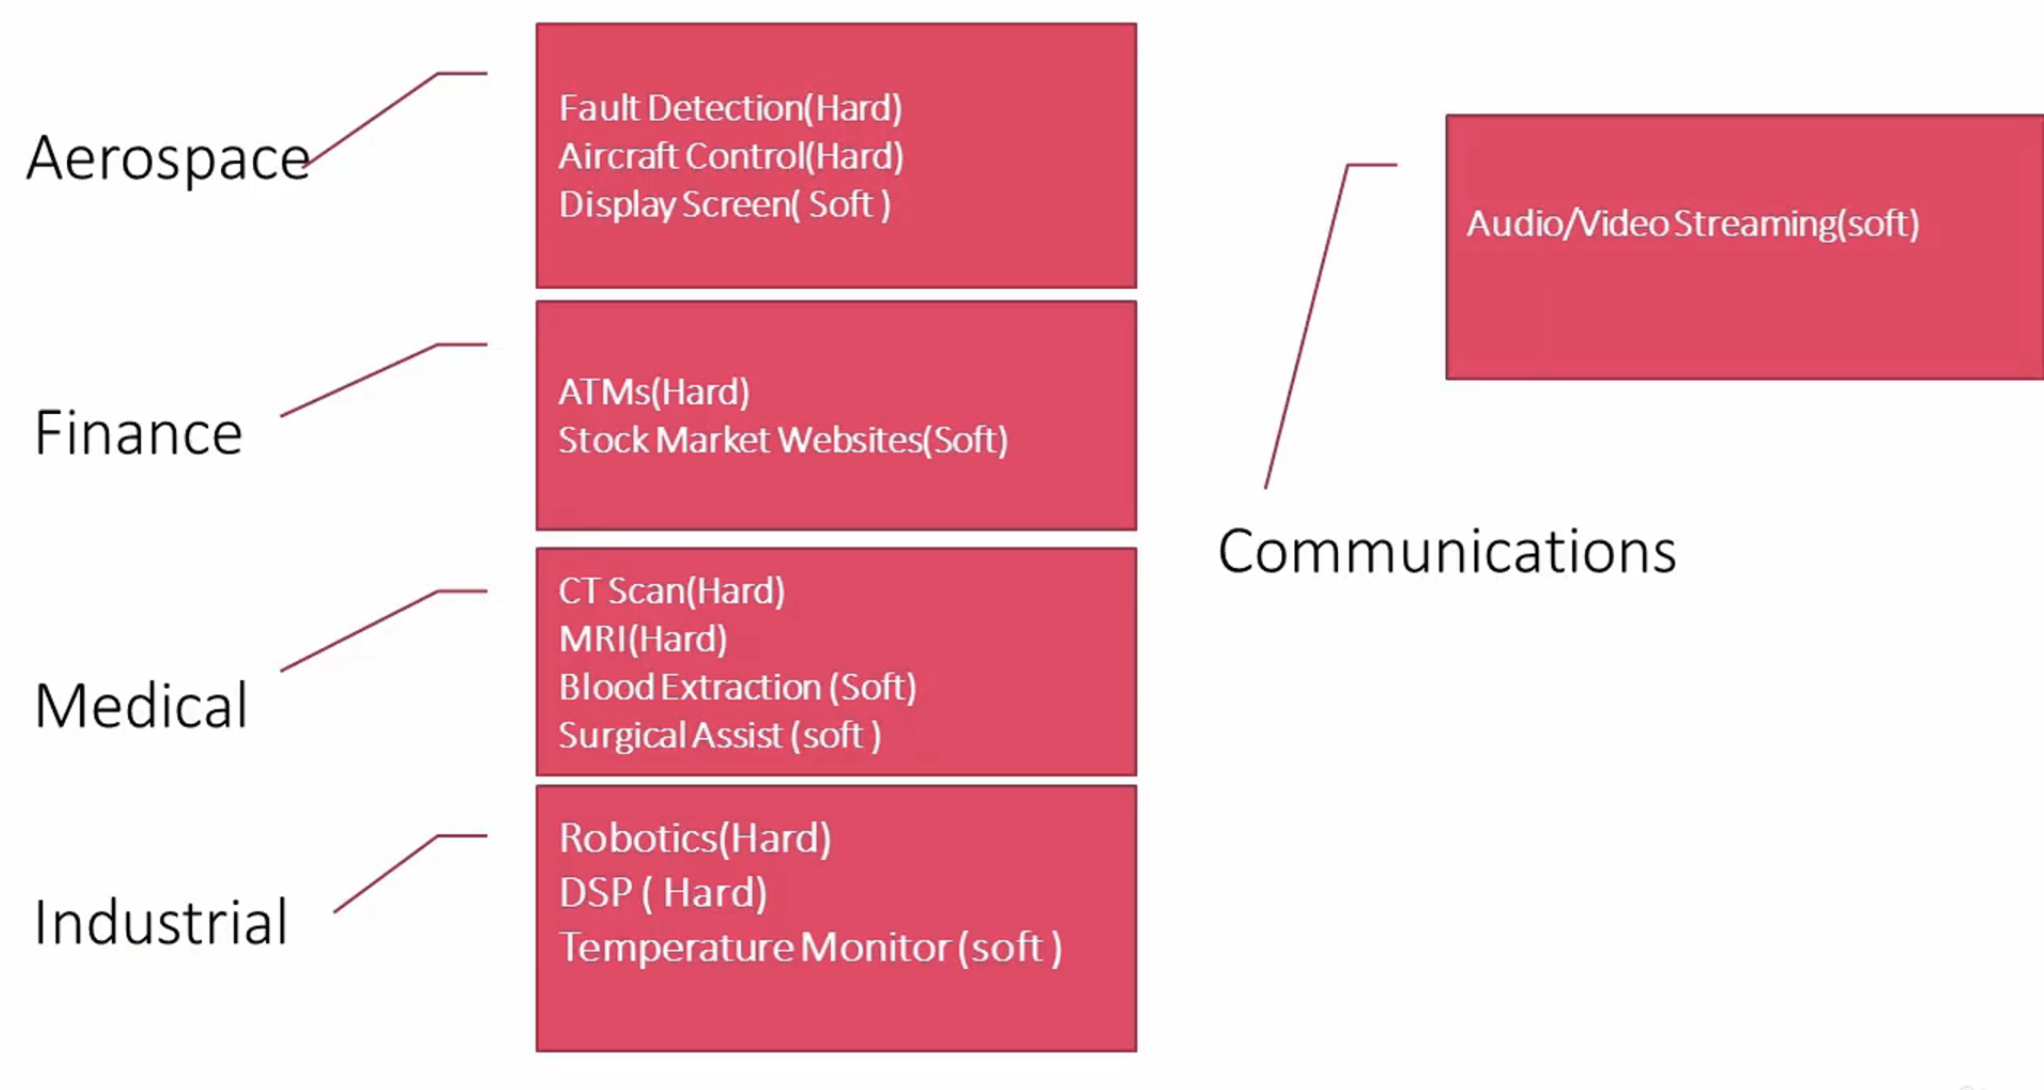 Aerospace
Fault Detection(Hard)
Aircraft Control(Hard)
Display Screen( Soft )
Finance
ATMs(Hard)
Stock Market Websites(Soft)
Medical
CT Scan(Hard)
MRI(Hard)
Blood Extraction (Soft)
Surgical Assist (soft )
Industrial
Robotics(Hard)
DSP ( Hard)
Temperature Monitor (soft )
Communications
Audio/Video Streaming(soft)